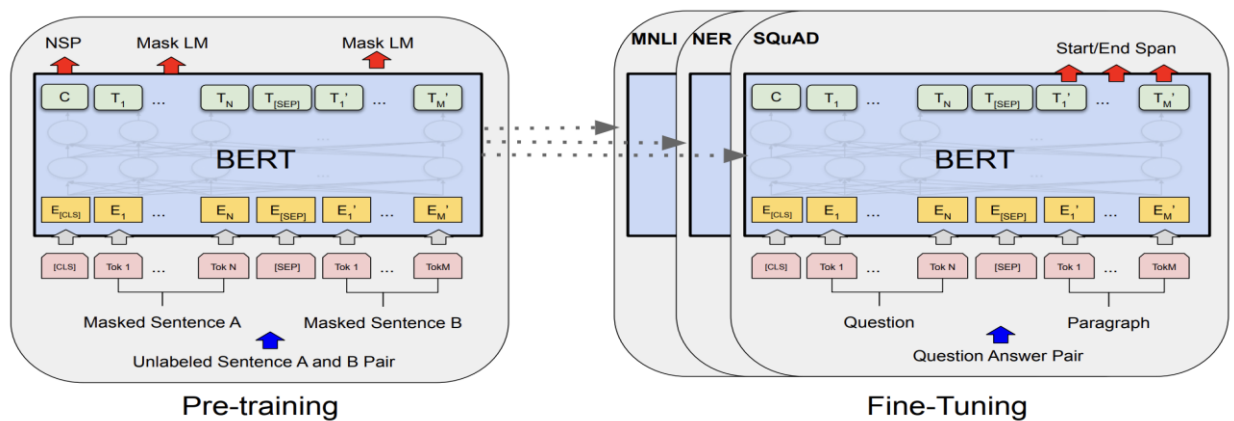 NSP Mask LM Mask LM
C T1 ... TN T[SEP] T1' ... TM'
BERT
E[CLS] E1 ... EN E[SEP] E1' ... EM'
[CLS] Tok 1 ... Tok N [SEP] Tok 1 ... TokM
Masked Sentence A Masked Sentence B
Unlabeled Sentence A and B Pair
Pre-training
MNLI NER SQuAD
Start/End Span
C T1 ... TN T[SEP] T1' ... TM'
BERT
E[CLS] E1 ... EN E[SEP] E1' ... EM'
[CLS] Tok 1 ... Tok N [SEP] Tok 1 ... TokM
Question Paragraph
Question Answer Pair
Fine-Tuning